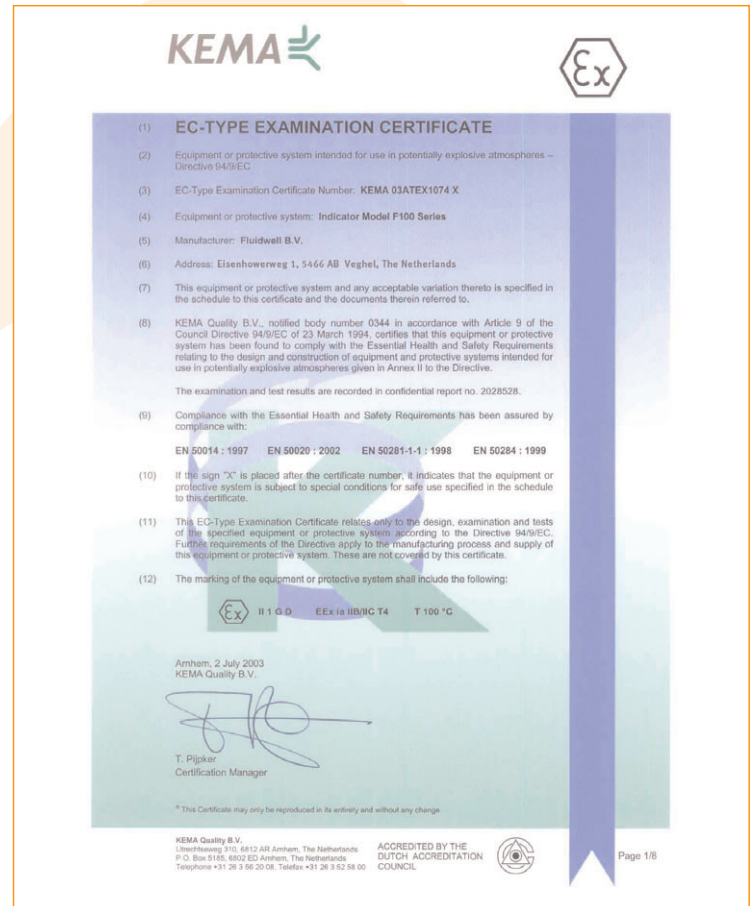 KEMA
Ex
(1) EC-TYPE EXAMINATION CERTIFICATE
(2) Equipment or protective system intended for use in potentially explosive atmospheres –
Directive 94/9/EC
(3) EC-Type Examination Certificate Number: KEMA 03ATEX1074 X
(4) Equipment or protective system: Indicator Model F100 Series
(5) Manufacturer: Fluidwell B.V.
(6) Address: Eisenhowerweg 1, 5466 AB Veghel, The Netherlands
(7) This equipment or protective system and any acceptable variation thereto is specified in
the schedule to this certificate and the documents therein referred to.
(8) KEMA Quality B.V., notified body number 0344 in accordance with Article 9 of the
Council Directive 94/9/EC of 23 March 1994, certifies that this equipment or protective
system has been found to comply with the Essential Health and Safety Requirements
relating to the design and construction of equipment and protective systems intended for
use in potentially explosive atmospheres given in Annex II to the Directive.
The examination and test results are recorded in confidential report no. 2028528.
(9) Compliance with the Essential Health and Safety Requirements has been assured by
compliance with:
EN 50014 : 1997 EN 50020 : 2002 EN 50281-1-1 : 1998 EN 50284 : 1999
(10) If the sign "X" is placed after the certificate number, it indicates that the equipment or
protective system is subject to special conditions for safe use specified in the schedule
to this certificate.
(11) This EC-Type Examination Certificate relates only to the design, examination and tests
of the specified equipment or protective system according to the Directive 94/9/EC.
Further requirements of the Directive apply to the manufacturing process and supply of
this equipment or protective system. These are not covered by this certificate.
(12) The marking of the equipment or protective system shall include the following:
Ex II 1 G D EEx ia IIB/IIC T4 T 100 °C
Arnhem, 2 July 2003
KEMA Quality B.V.
T. Pijpker
Certification Manager
® This Certificate may only be reproduced in its entirety and without any change
KEMA Quality B.V.
Utrechtseweg 310, 6812 AR Arnhem, The Netherlands
P.O. Box 5185, 6802 ED Arnhem, The Netherlands
Telephone +31 26 3 56 20 08, Telefax +31 26 3 52 58 00
ACCREDITED BY THE
DUTCH ACCREDITATION
COUNCIL
Page 1/8